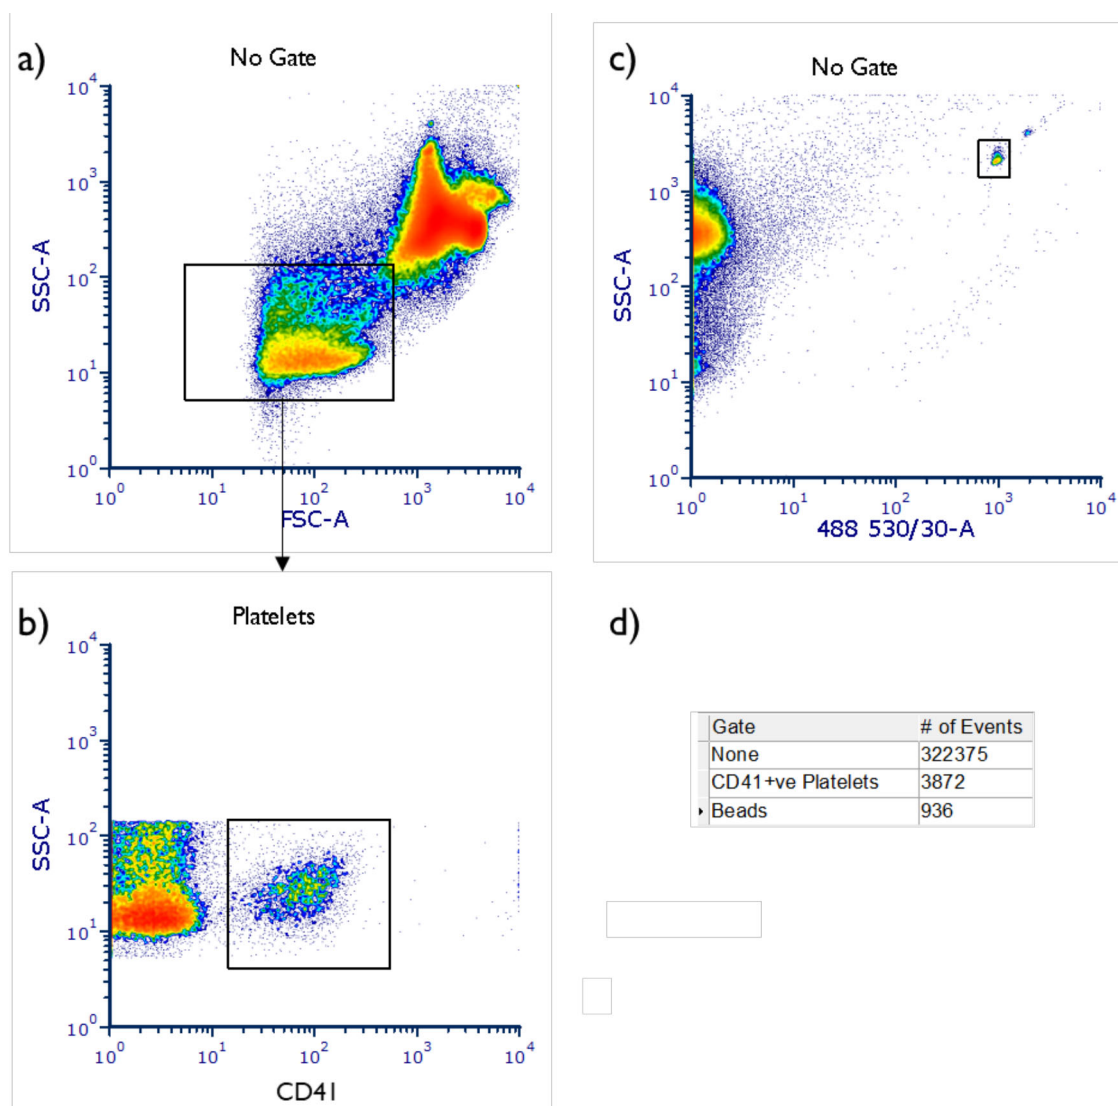 a)
No Gate
10^4
10^3
10^2
10^1
10^0
SSC-A
10^0 10^1 10^2 10^3 10^4
FSC-A
c)
No Gate
10^4
10^3
10^2
10^1
10^0
SSC-A
10^0 10^1 10^2 10^3 10^4
488 530/30-A
b)
Platelets
10^4
10^3
10^2
10^1
10^0
SSC-A
10^0 10^1 10^2 10^3 10^4
CD41
d)
Gate # of Events
None 322375
CD41+ve Platelets 3872
Beads 936